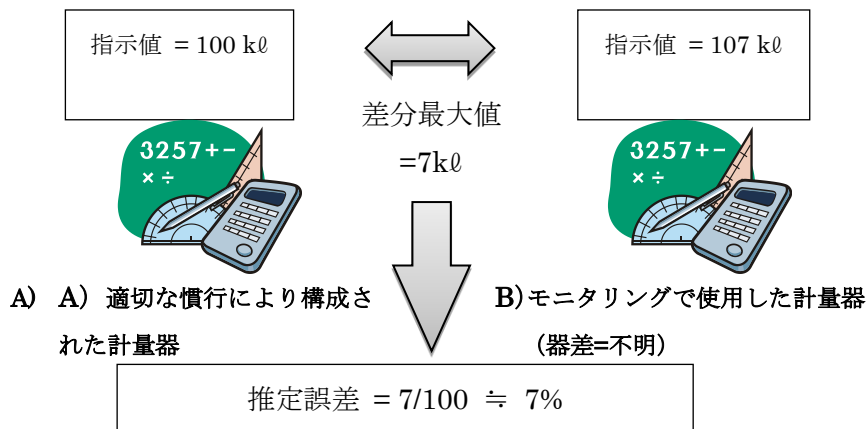 指示値 = 100 kℓ
指示値 = 107 kℓ
差分最大値
=7kℓ
3257+−
× ÷
3257+−
× ÷
A) A) 適切な慣行により構成さ
れた計量器
B)モニタリングで使用した計量器
(器差=不明)
推定誤差 = 7/100 ≒ 7%